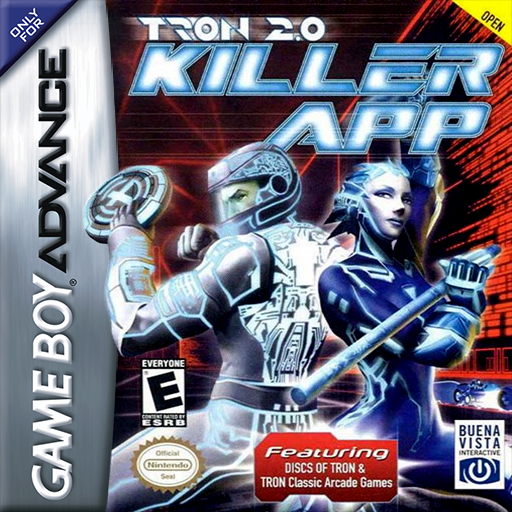 ONLY
FOR
GAME BOY ADVANCE
OPEN
TRON 2.0
KILLER
APP
EVERYONE
E
CONTENT RATED BY
ESRB
Official
Nintendo
Seal
Featuring
DISCS OF TRON &
TRON Classic Arcade Games
BUENA
VISTA
INTERACTIVE